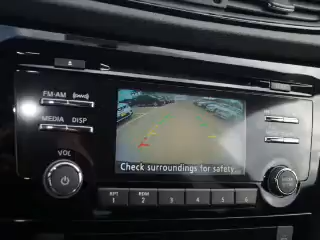 FM-AM
MEDIA DISP
VOL
Check surroundings for safety.
RPT RDM
1 2 3 4 5 6